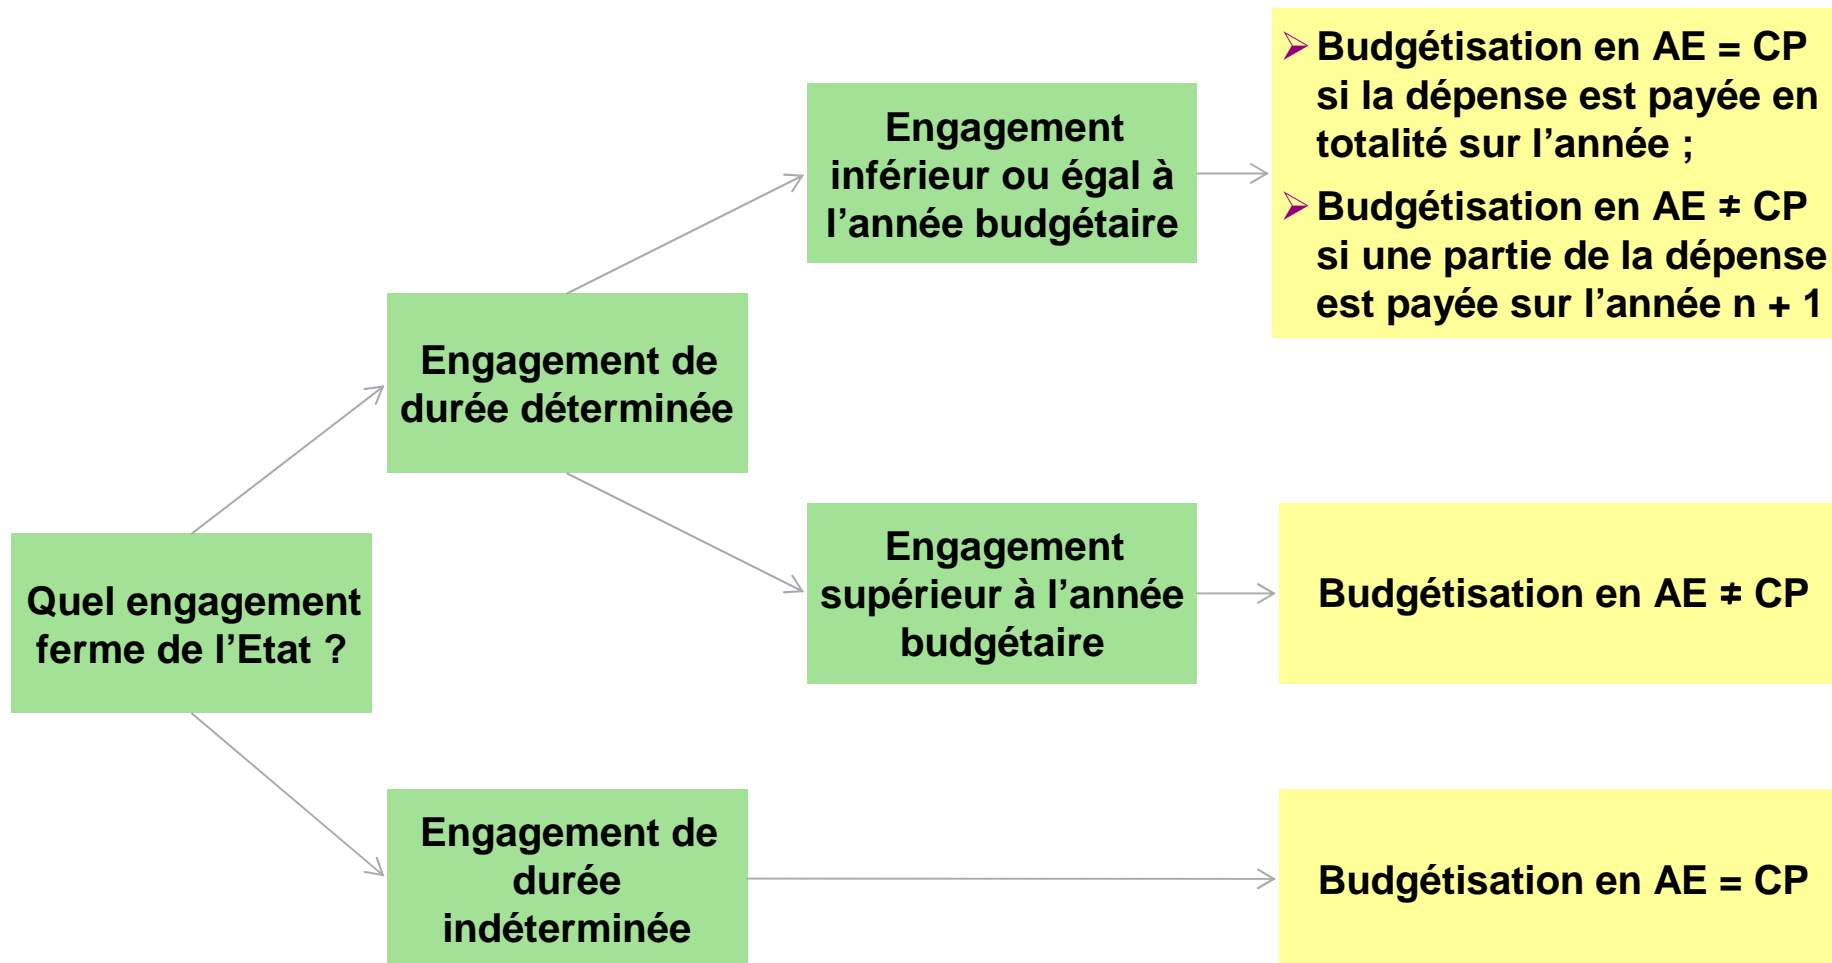 Quel engagement
ferme de l’Etat ?
Engagement de
durée déterminée
Engagement
inférieur ou égal à
l’année budgétaire
➢ Budgétisation en AE = CP
si la dépense est payée en
totalité sur l’année ;
➢ Budgétisation en AE ≠ CP
si une partie de la dépense
est payée sur l’année n + 1
Engagement
supérieur à l’année
budgétaire
Budgétisation en AE ≠ CP
Engagement de
durée
indéterminée
Budgétisation en AE = CP